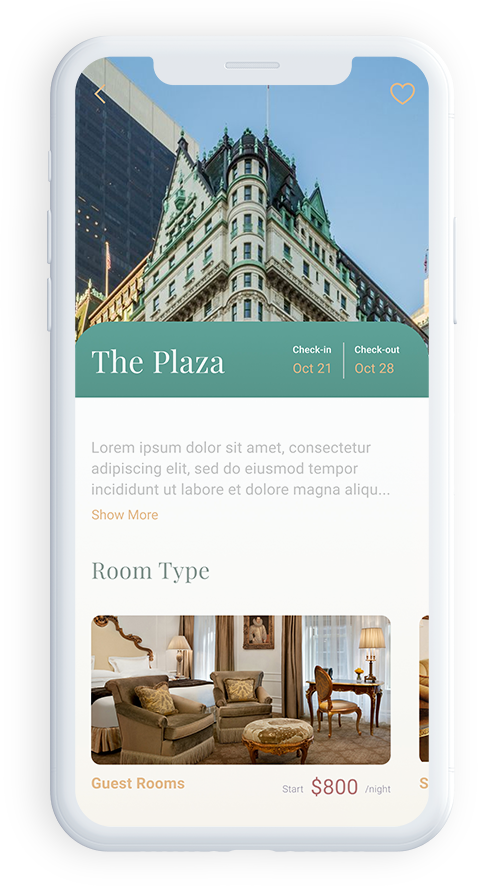 The Plaza
Check-in
Oct 21
Check-out
Oct 28
Lorem ipsum dolor sit amet, consectetur
adipiscing elit, sed do eiusmod tempor
incididunt ut labore et dolore magna aliqu...
Show More
Room Type
Guest Rooms
Start $800 /night
S